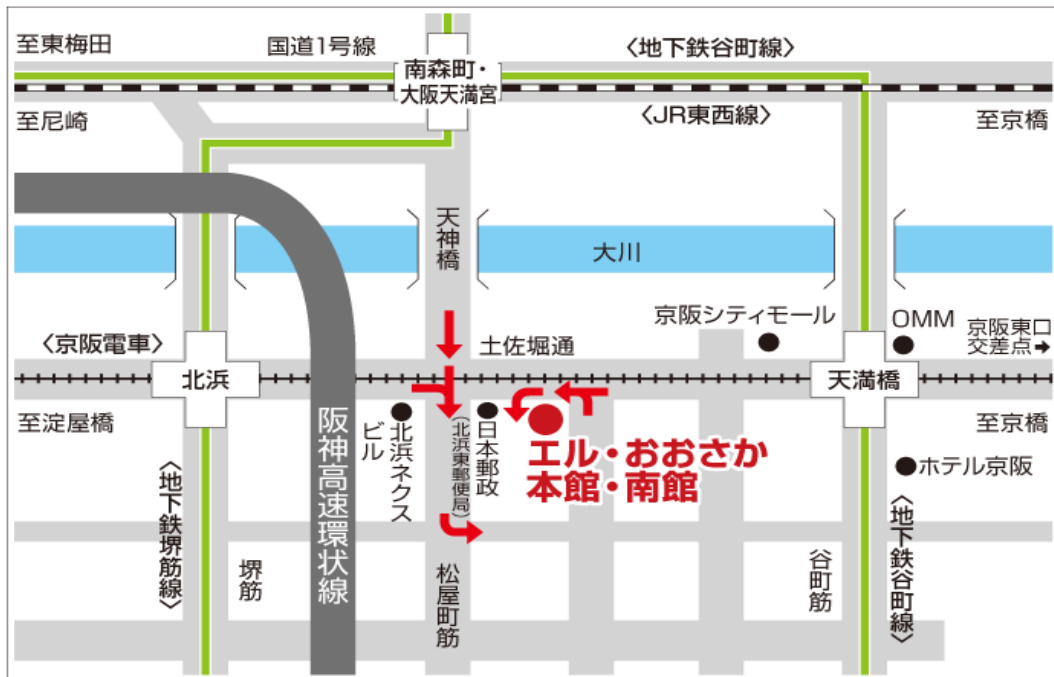 至東梅田
国道1号線
〈地下鉄谷町線〉
南森町・
大阪天満宮
至尼崎
〈JR東西線〉
至京橋
天神橋
大川
京阪シティモール
OMM
京阪東口
交差点➡
〈京阪電車〉
土佐堀通
北浜
天満橋
至淀屋橋
阪神高速環状線
北浜ネクス
ビル
(北浜東郵便局)
日本郵政
エル・おおさか
本館・南館
至京橋
ホテル京阪
〈地下鉄堺筋線〉
堺筋
松屋町筋
谷町筋
〈地下鉄谷町線〉